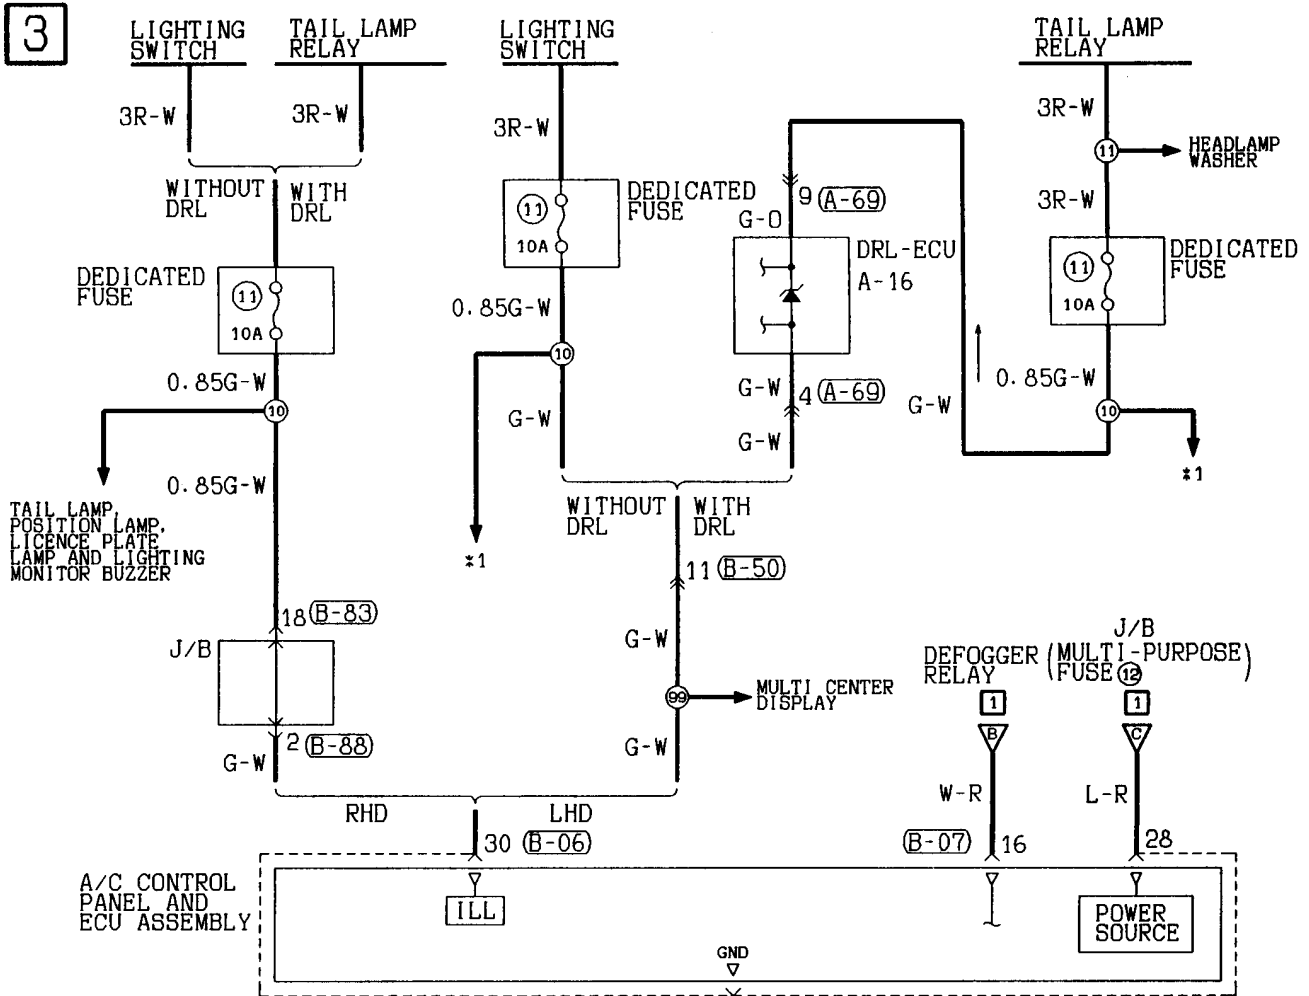 3
LIGHTING
SWITCH
TAIL LAMP
RELAY
LIGHTING
SWITCH
TAIL LAMP
RELAY
3R-W
3R-W
3R-W
3R-W
11
HEADLAMP
WASHER
WITHOUT
DRL
WITH
DRL
11
10A
DEDICATED
FUSE
9 (A-69)
G-O
3R-W
DRL-ECU
A-16
11
10A
DEDICATED
FUSE
DEDICATED
FUSE
11
10A
0.85G-W
10
0.85G-W
10
G-W
G-W
4 (A-69)
G-W
G-W
0.85G-W
10
*1
0.85G-W
TAIL LAMP,
POSITION LAMP,
LICENCE PLATE
LAMP AND LIGHTING
MONITOR BUZZER
*1
WITHOUT
DRL
WITH
DRL
11 (B-50)
18 (B-83)
J/B
G-W
99
MULTI CENTER
DISPLAY
DEFOGGER
RELAY
J/B
(MULTI-PURPOSE)
FUSE 12
1
1
B
C
2 (B-88)
G-W
G-W
W-R
L-R
RHD
LHD
30 (B-06)
(B-07) 16
28
A/C CONTROL
PANEL AND
ECU ASSEMBLY
ILL
POWER
SOURCE
GND